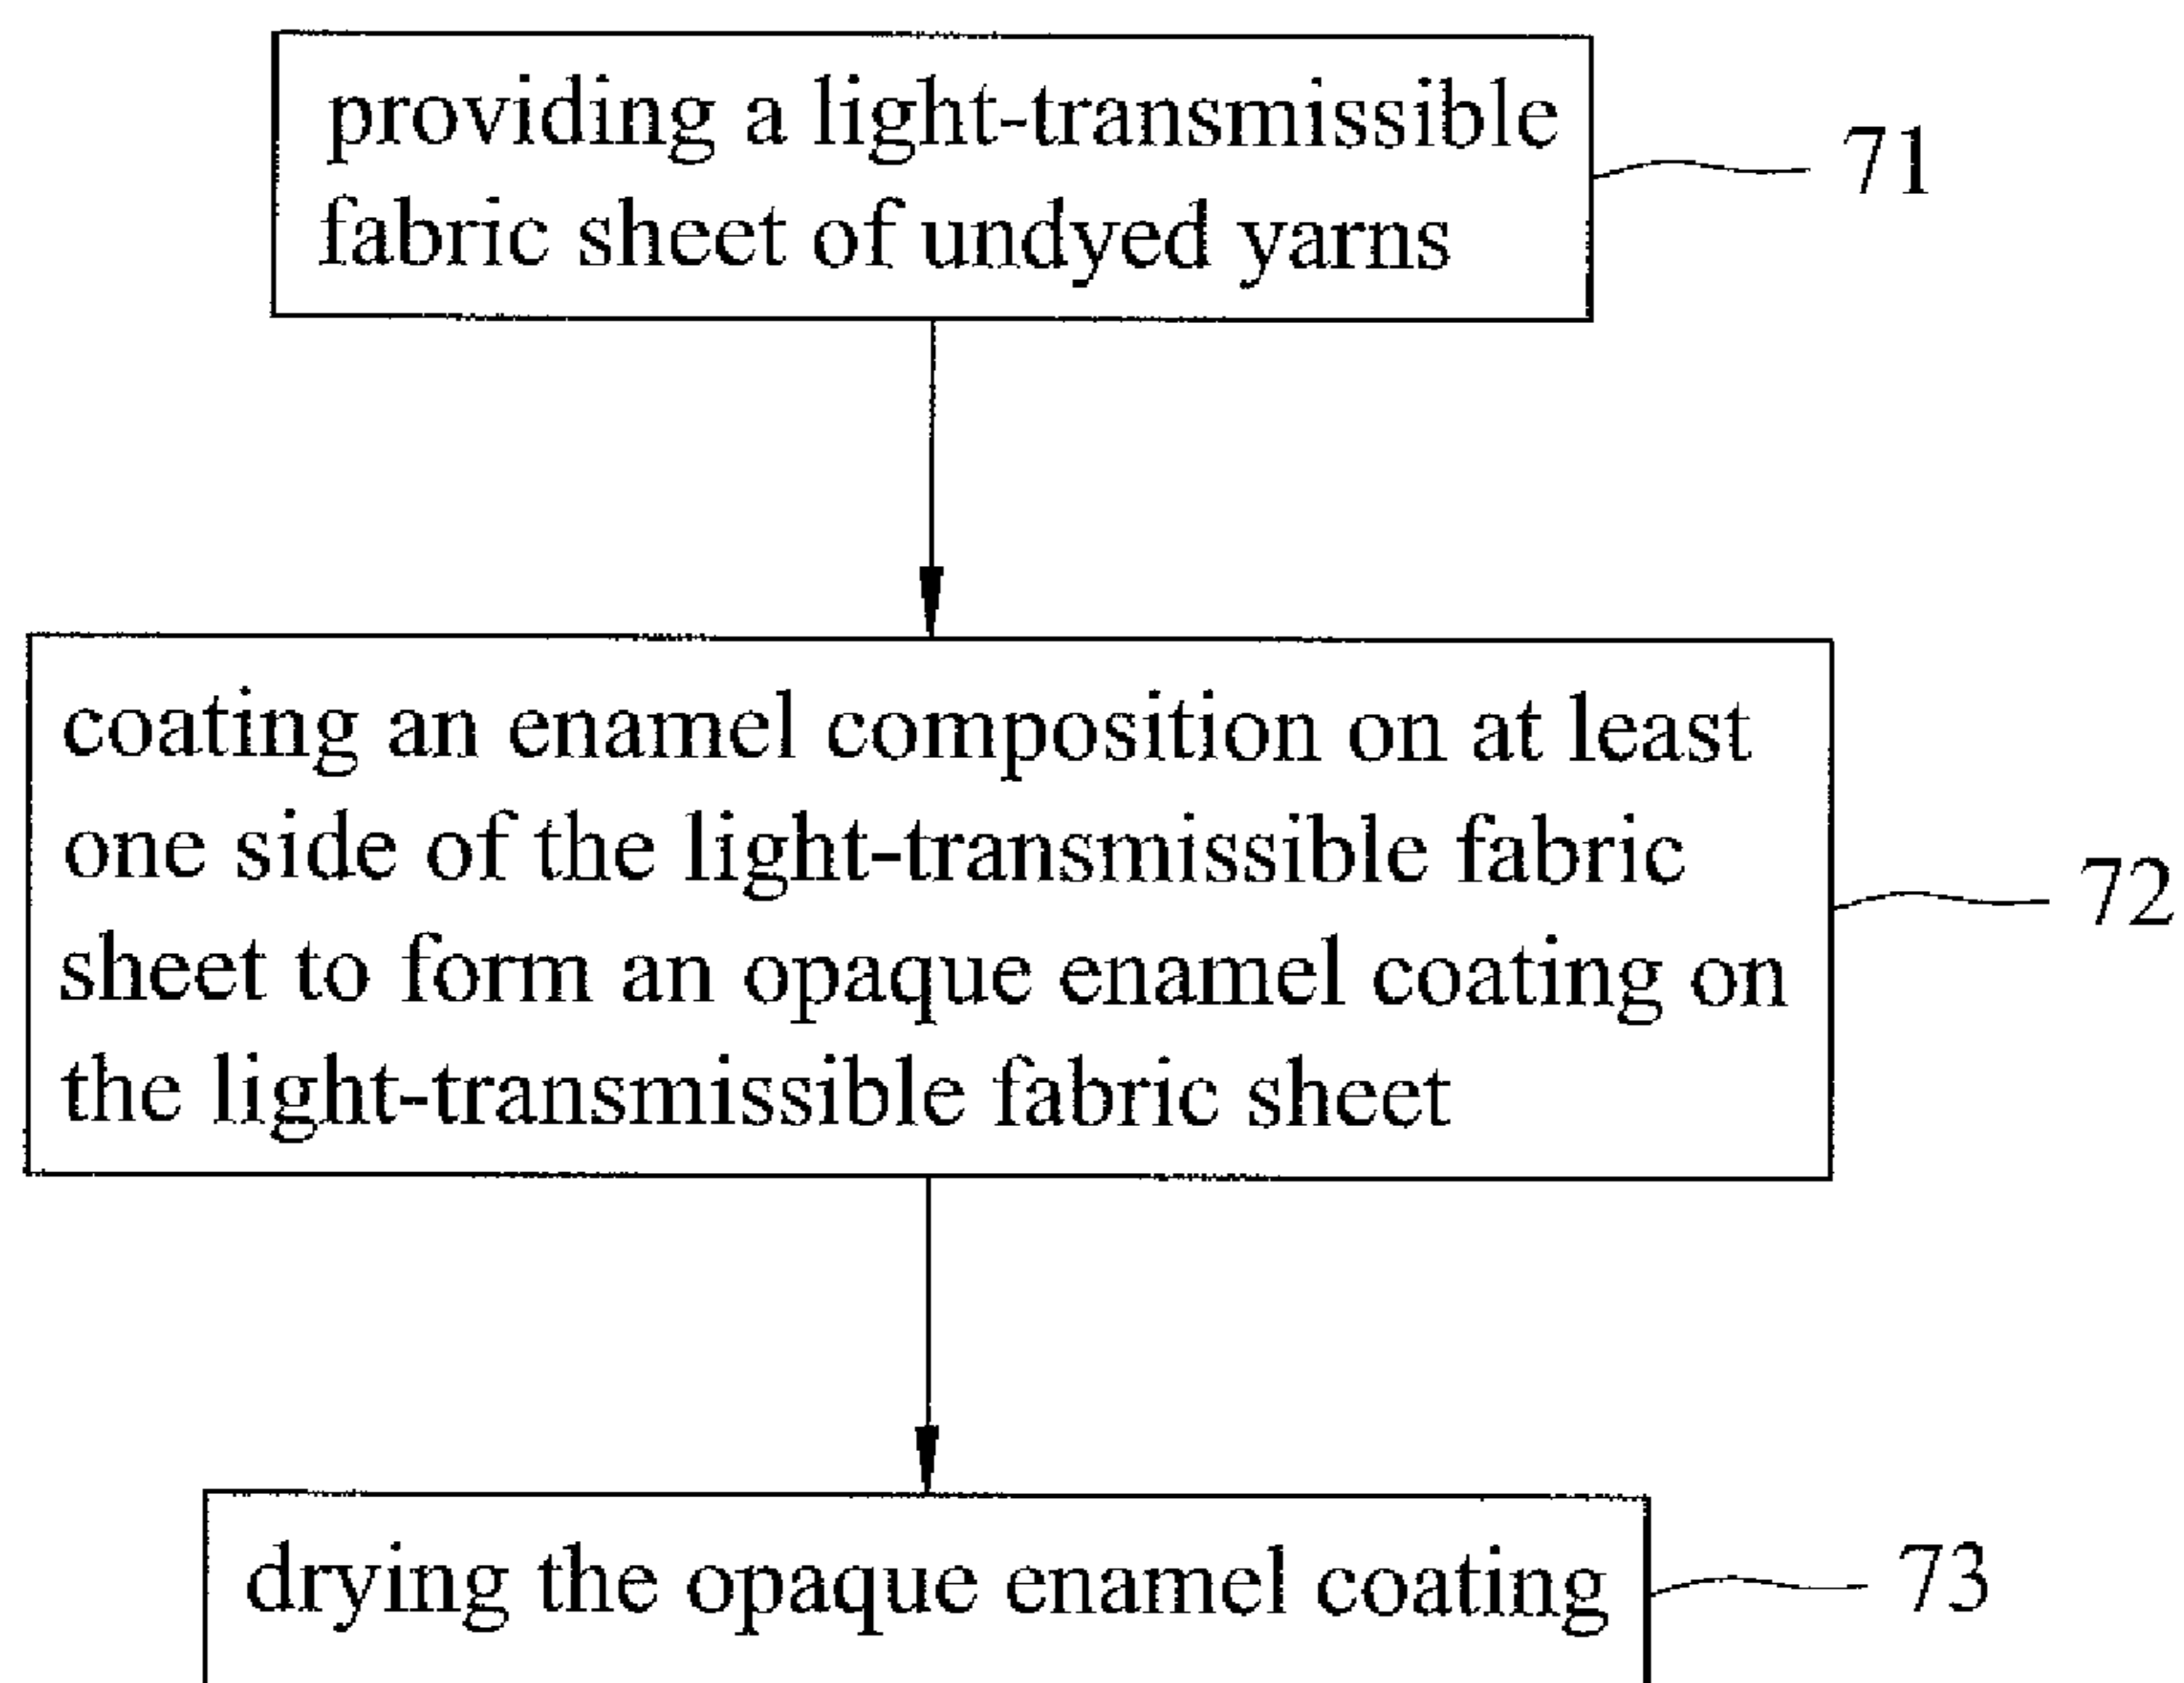 providing a light-transmissible
fabric sheet of undyed yarns
71
coating an enamel composition on at least
one side of the light-transmissible fabric
sheet to form an opaque enamel coating on
the light-transmissible fabric sheet
72
drying the opaque enamel coating
73